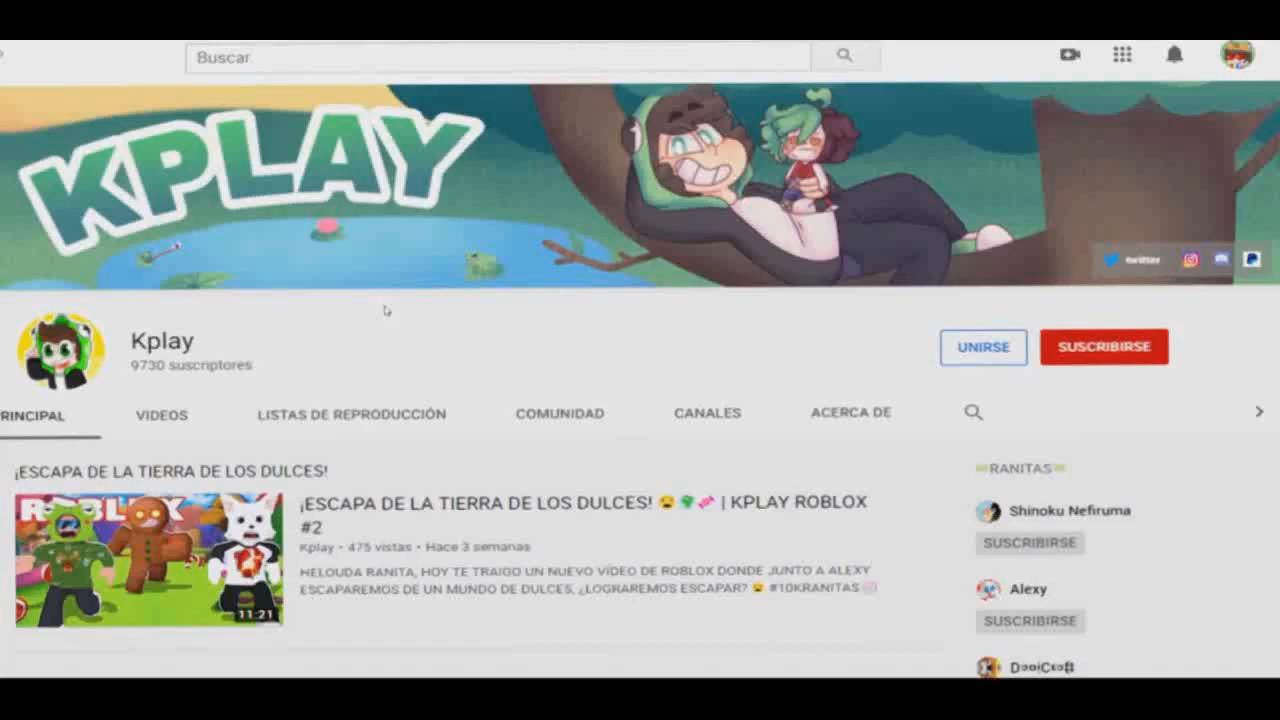 Buscar
KPLAY
twitter
Kplay
9730 suscriptores
UNIRSE
SUSCRIBIRSE
RINCIPAL
VIDEOS
LISTAS DE REPRODUCCIÓN
COMUNIDAD
CANALES
ACERCA DE
¡ESCAPA DE LA TIERRA DE LOS DULCES!
ROBLOX
11:21
¡ESCAPA DE LA TIERRA DE LOS DULCES! 😫🌳🍬 | KPLAY ROBLOX
#2
Kplay • 475 vistas • Hace 3 semanas
HELOUDA RANITA, HOY TE TRAIGO UN NUEVO VÍDEO DE ROBLOX DONDE JUNTO A ALEXY
ESCAPAREMOS DE UN MUNDO DE DULCES, ¿LOGRAREMOS ESCAPAR? 😫 #10KRANITAS
RANITAS
Shinoku Nefiruma
SUSCRIBIRSE
Alexy
SUSCRIBIRSE